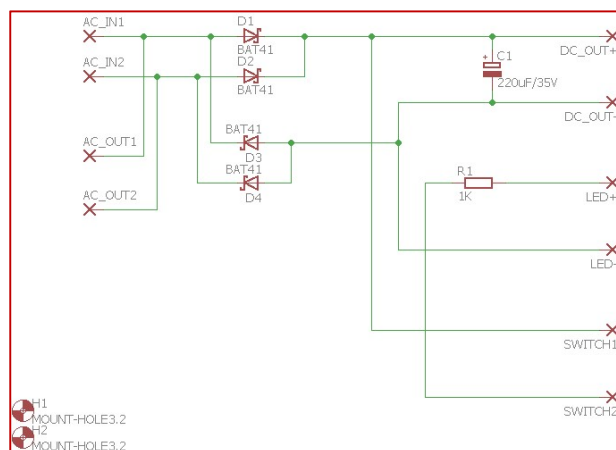 AC_IN1
D1
BAT41
DC_OUT+
AC_IN2
D2
BAT41
C1
+
220uF/35V
DC_OUT-
BAT41
D3
AC_OUT1
BAT41
D4
AC_OUT2
R1
1K
LED+
LED-
SWITCH1
SWITCH2
H1
MOUNT-HOLE3.2
H2
MOUNT-HOLE3.2